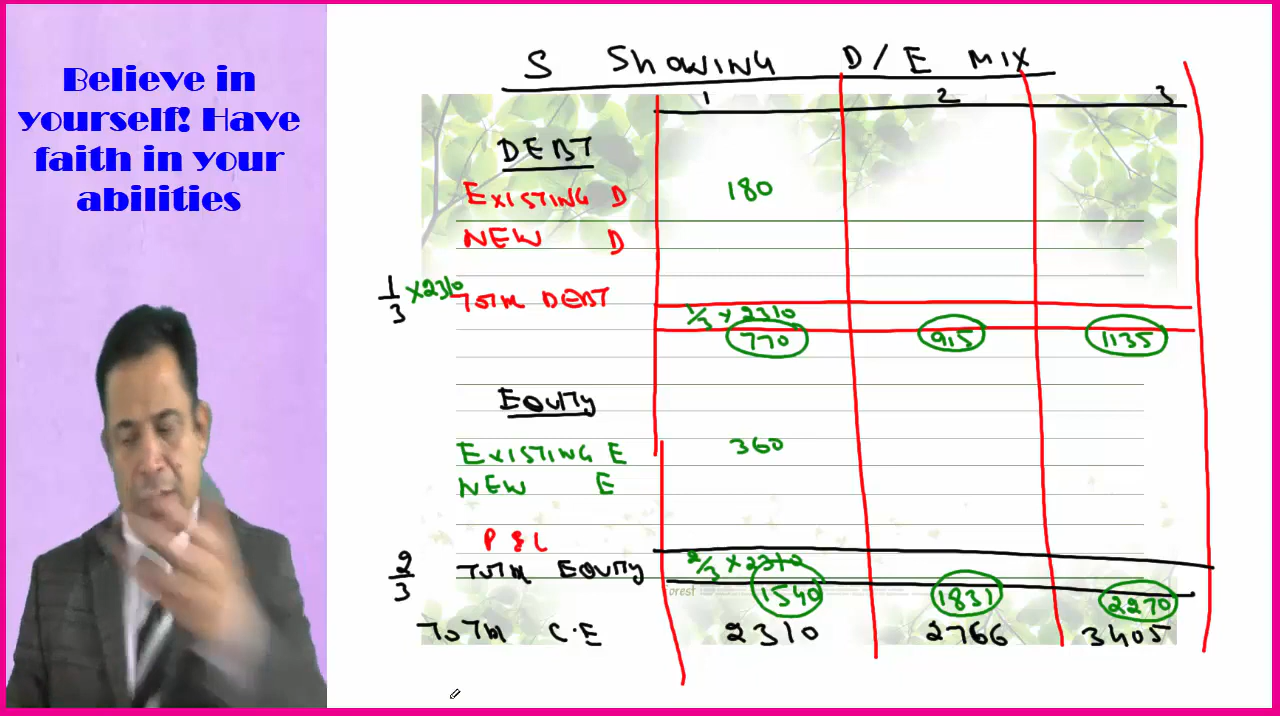 Believe in
yourself! Have
faith in your
abilities
S SHOWING D/E MIX
1 2 3
DEBT
EXISTING D 180
NEW D
1/3 × 2310 TOTAL DEBT
1/3 × 2310
770 915 1135
EQUITY
EXISTING E 360
NEW E
P & L
2/3 TOTAL EQUITY 2/3 × 2310
1540 1831 2270
TOTAL C.E 2310 2766 3405